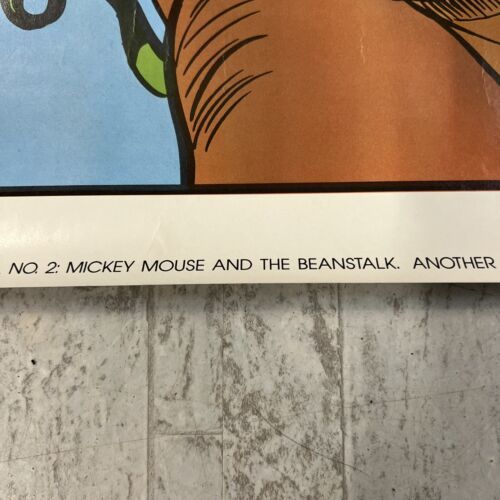 NO. 2: MICKEY MOUSE AND THE BEANSTALK. ANOTHER